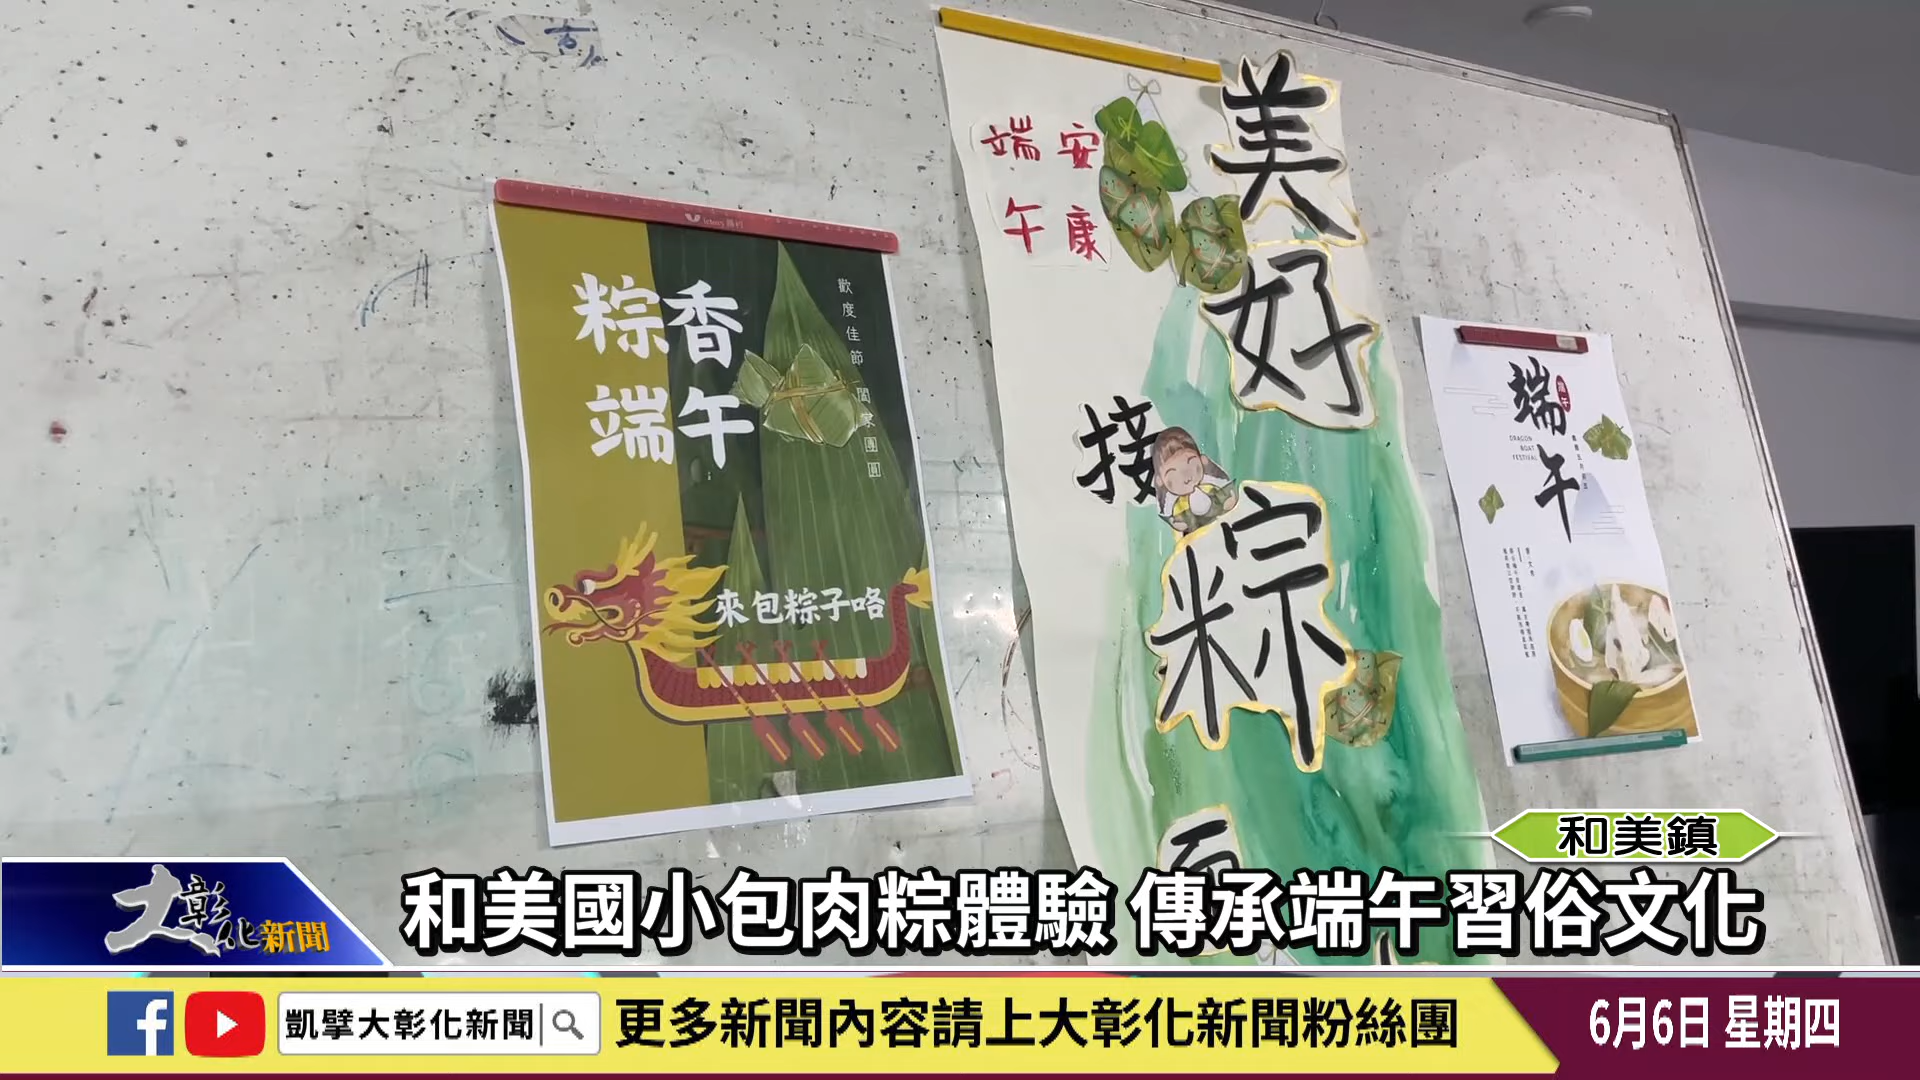 美
好
接
粽
端午
安康
粽香
端午
歡度佳節 闔家團圓
來包粽子咯
端午
DRAGON
BOAT
FESTIVAL
和美鎮
大彰化新聞
和美國小包肉粽體驗 傳承端午習俗文化
凱擘大彰化新聞
更多新聞內容請上大彰化新聞粉絲團
6月6日 星期四